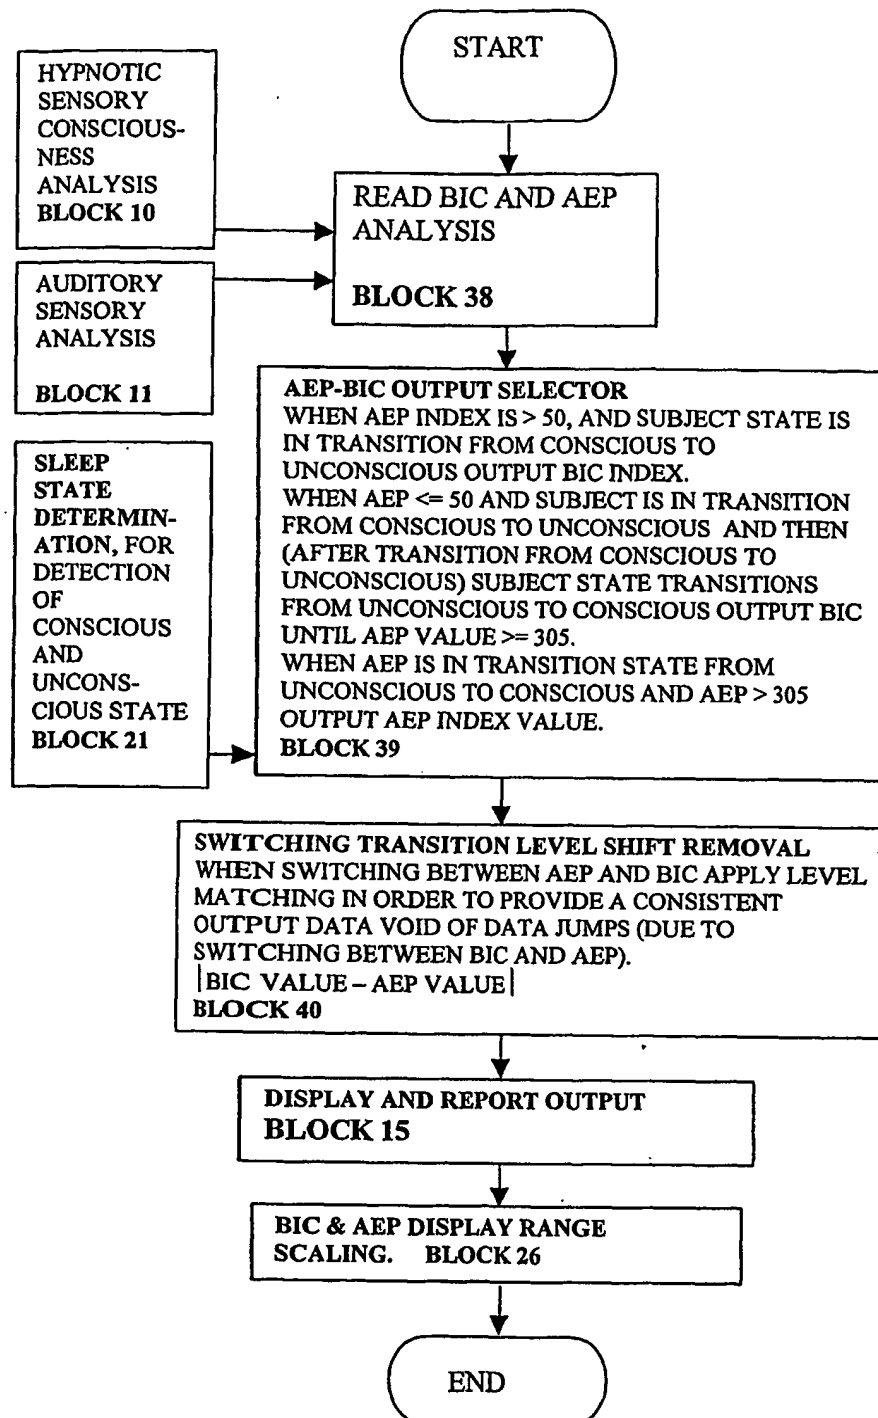 START
HYPNOTIC
SENSORY
CONSCIOUS-
NESS
ANALYSIS
BLOCK 10
READ BIC AND AEP
ANALYSIS
BLOCK 38
AUDITORY
SENSORY
ANALYSIS
BLOCK 11
AEP-BIC OUTPUT SELECTOR
WHEN AEP INDEX IS > 50, AND SUBJECT STATE IS
IN TRANSITION FROM CONSCIOUS TO
UNCONSCIOUS OUTPUT BIC INDEX.
WHEN AEP <= 50 AND SUBJECT IS IN TRANSITION
FROM CONSCIOUS TO UNCONSCIOUS AND THEN
(AFTER TRANSITION FROM CONSCIOUS TO
UNCONSCIOUS) SUBJECT STATE TRANSITIONS
FROM UNCONSCIOUS TO CONSCIOUS OUTPUT BIC
UNTIL AEP VALUE >= 305.
WHEN AEP IS IN TRANSITION STATE FROM
UNCONSCIOUS TO CONSCIOUS AND AEP > 305
OUTPUT AEP INDEX VALUE.
BLOCK 39
SLEEP
STATE
DETERMIN-
ATION, FOR
DETECTION
OF
CONSCIOUS
AND
UNCONS-
CIOUS STATE
BLOCK 21
SWITCHING TRANSITION LEVEL SHIFT REMOVAL
WHEN SWITCHING BETWEEN AEP AND BIC APPLY LEVEL
MATCHING IN ORDER TO PROVIDE A CONSISTENT
OUTPUT DATA VOID OF DATA JUMPS (DUE TO
SWITCHING BETWEEN BIC AND AEP).
|BIC VALUE – AEP VALUE|
BLOCK 40
DISPLAY AND REPORT OUTPUT
BLOCK 15
BIC & AEP DISPLAY RANGE
SCALING. BLOCK 26
END